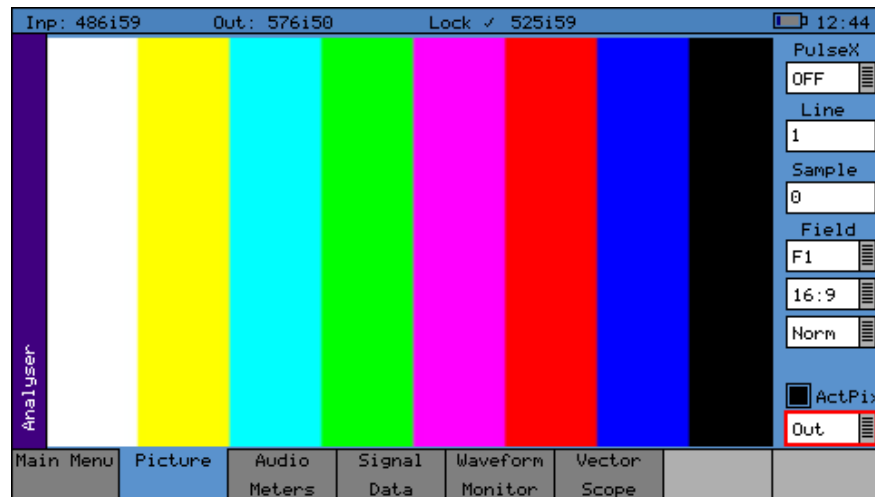 Inp: 486i59 Out: 576i50 Lock ✓ 525i59 12:44
PulseX
OFF
Line
1
Sample
0
Field
F1
16:9
Norm
ActPix
Out
Analyser
Main Menu Picture Audio Meters Signal Data Waveform Monitor Vector Scope